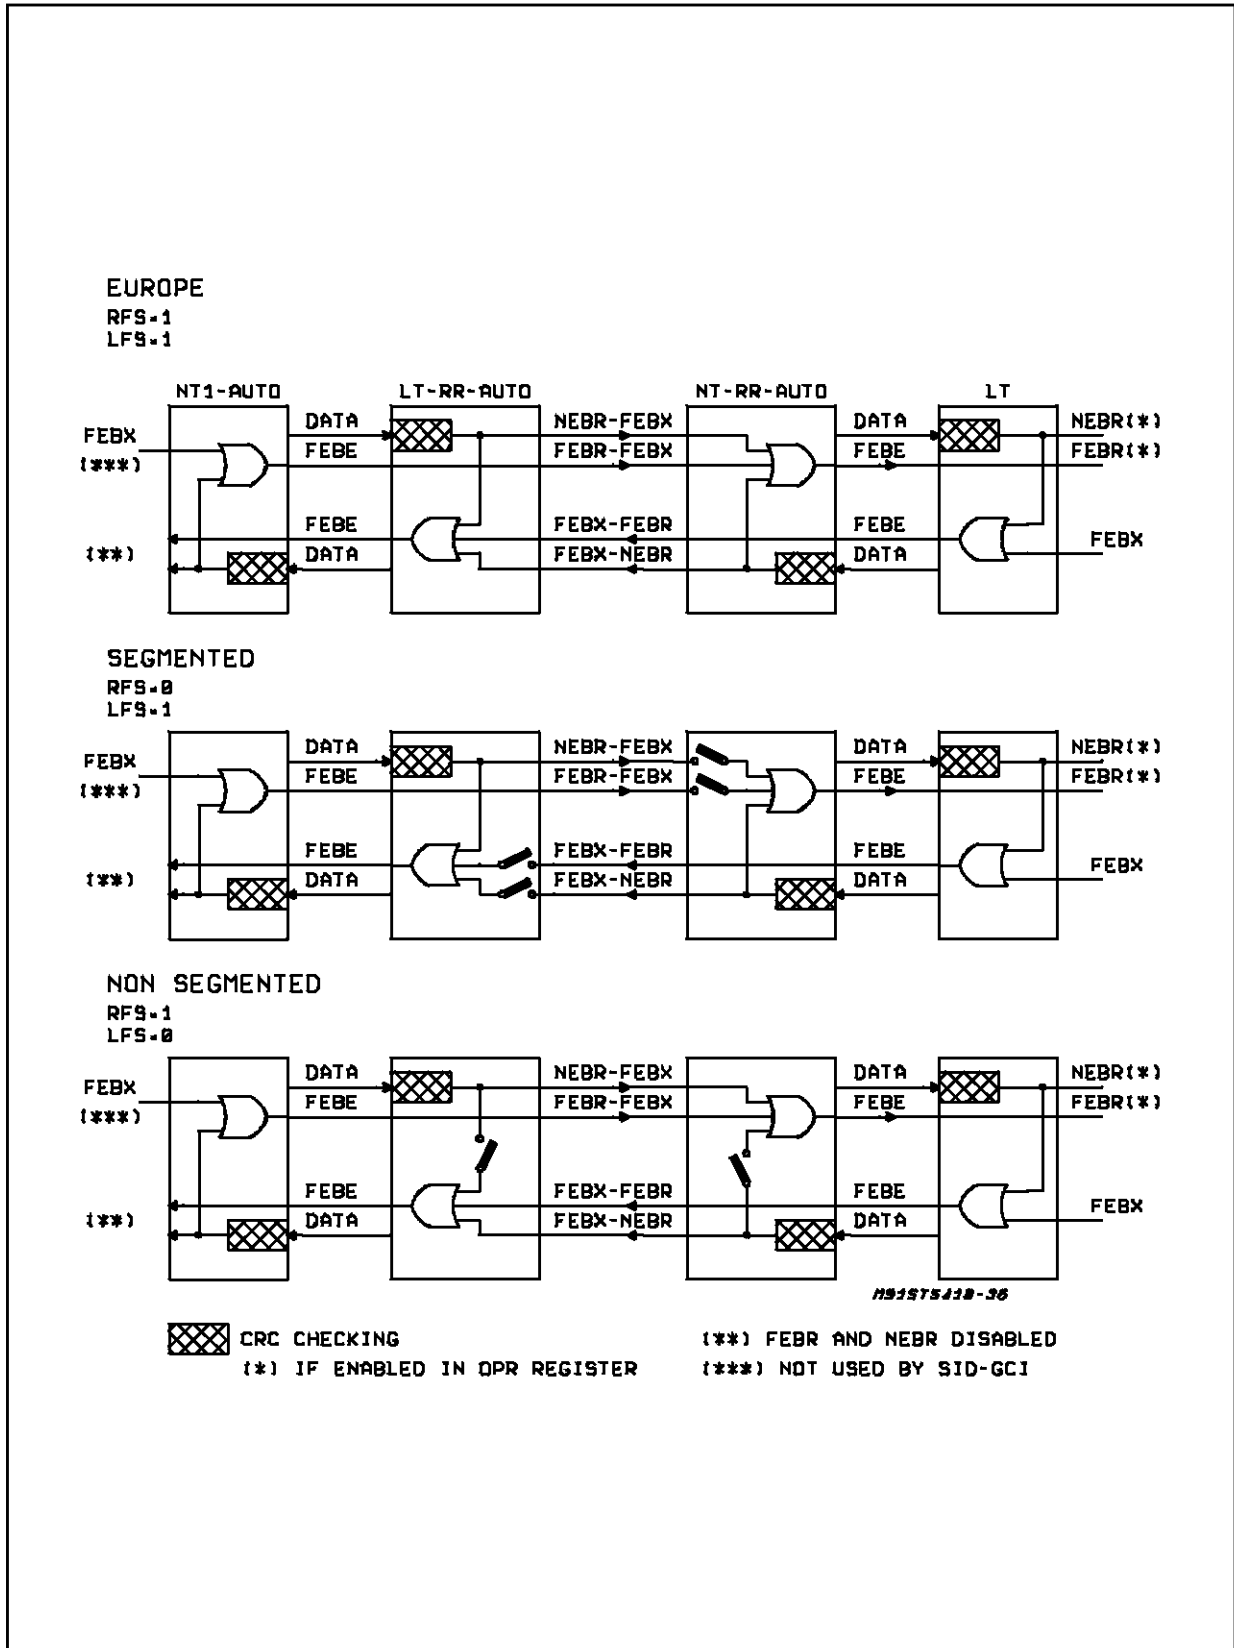 EUROPE
RFS=1
LFS=1
NT1-AUTO LT-RR-AUTO NT-RR-AUTO LT
DATA NEBR-FEBX DATA NEBR(*)
FEBX FEBE FEBR-FEBX FEBE FEBR(*)
(***)
FEBE FEBX-FEBR FEBE FEBX
(**) DATA FEBX-NEBR DATA
SEGMENTED
RFS=0
LFS=1
DATA NEBR-FEBX DATA NEBR(*)
FEBX FEBE FEBR-FEBX FEBE FEBR(*)
(***)
FEBE FEBX-FEBR FEBE FEBX
(**) DATA FEBX-NEBR DATA
NON SEGMENTED
RFS=1
LFS=0
DATA NEBR-FEBX DATA NEBR(*)
FEBX FEBE FEBR-FEBX FEBE FEBR(*)
(***)
FEBE FEBX-FEBR FEBE FEBX
(**) DATA FEBX-NEBR DATA
CRC CHECKING (**) FEBR AND NEBR DISABLED
(*) IF ENABLED IN OPR REGISTER (***) NOT USED BY SID-GCI